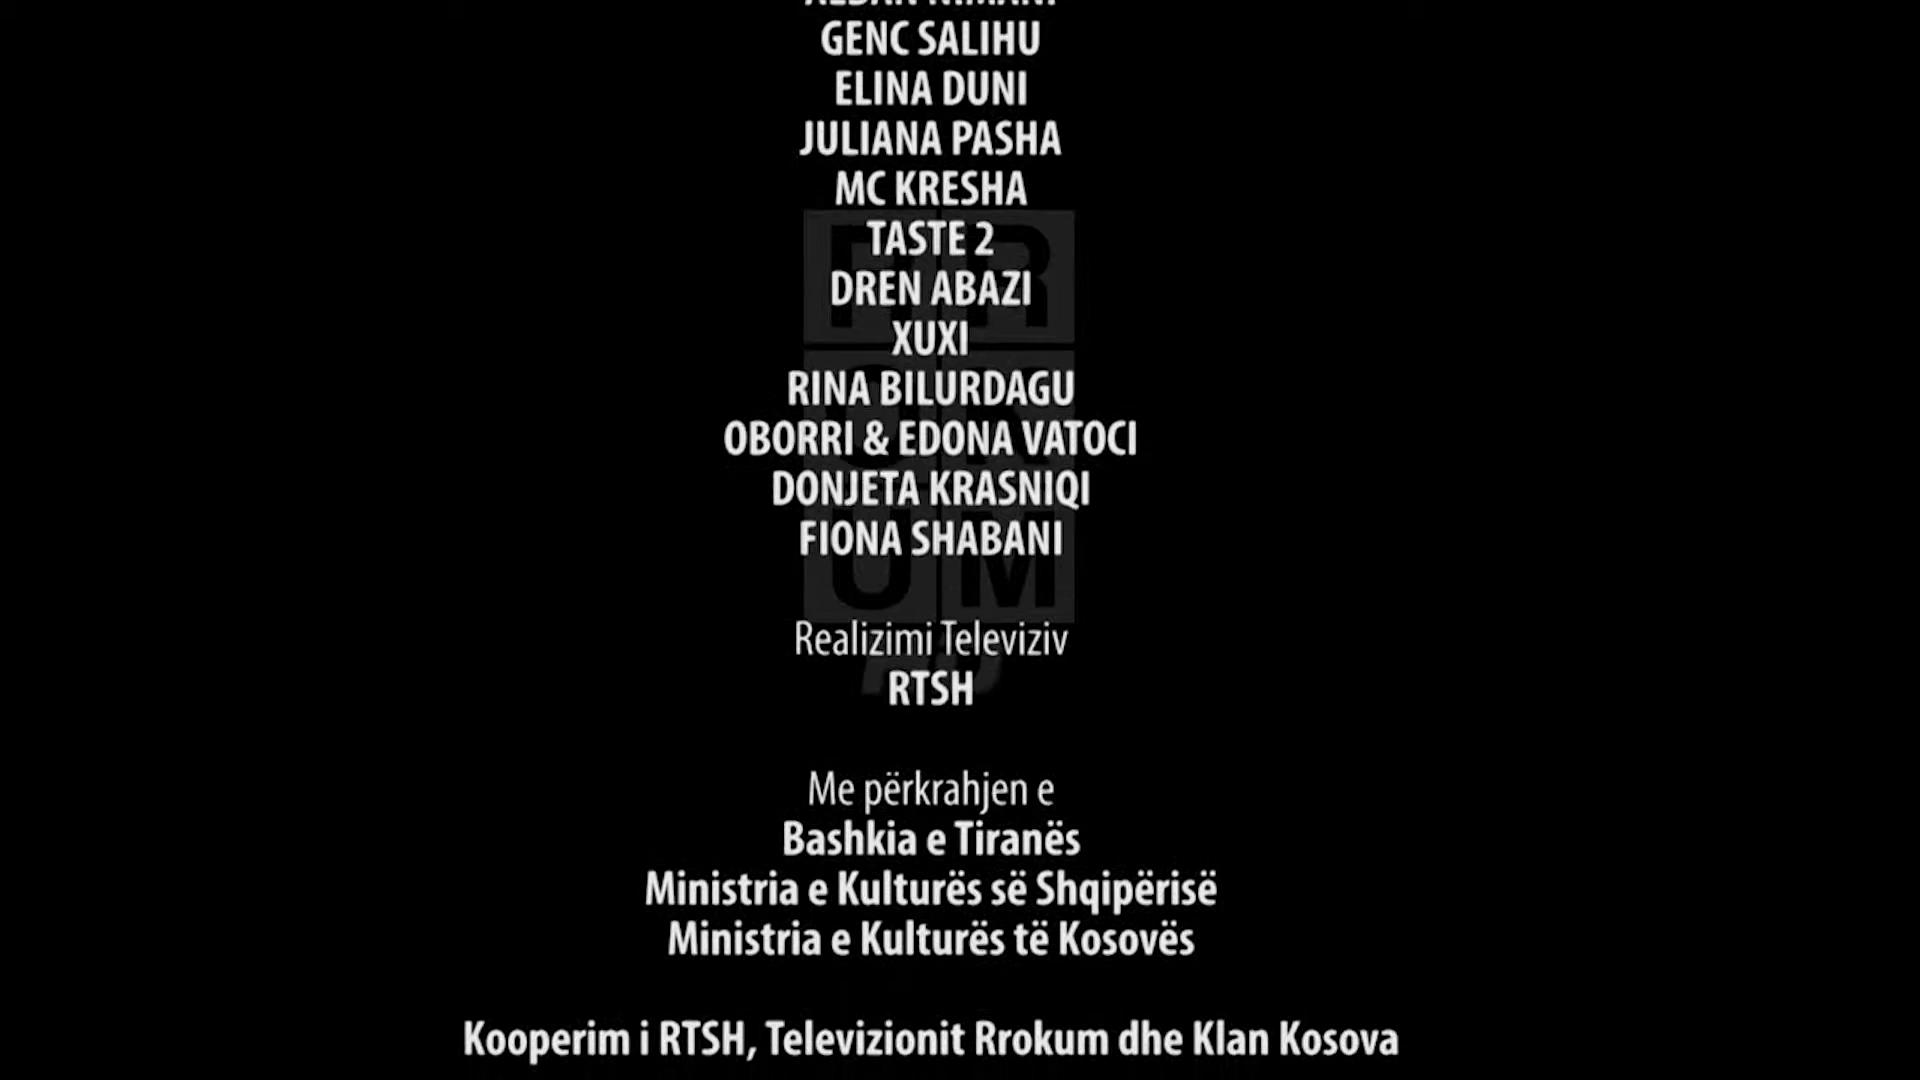 GENC SALIHU
ELINA DUNI
JULIANA PASHA
MC KRESHA
TASTE 2
DREN ABAZI
XUXI
RINA BILURDAGU
OBORRI & EDONA VATOCI
DONJETA KRASNIQI
FIONA SHABANI
Realizimi Televiziv
RTSH
Me përkrahjen e
Bashkia e Tiranës
Ministria e Kulturës së Shqipërisë
Ministria e Kulturës të Kosovës
Kooperim i RTSH, Televizionit Rrokum dhe Klan Kosova